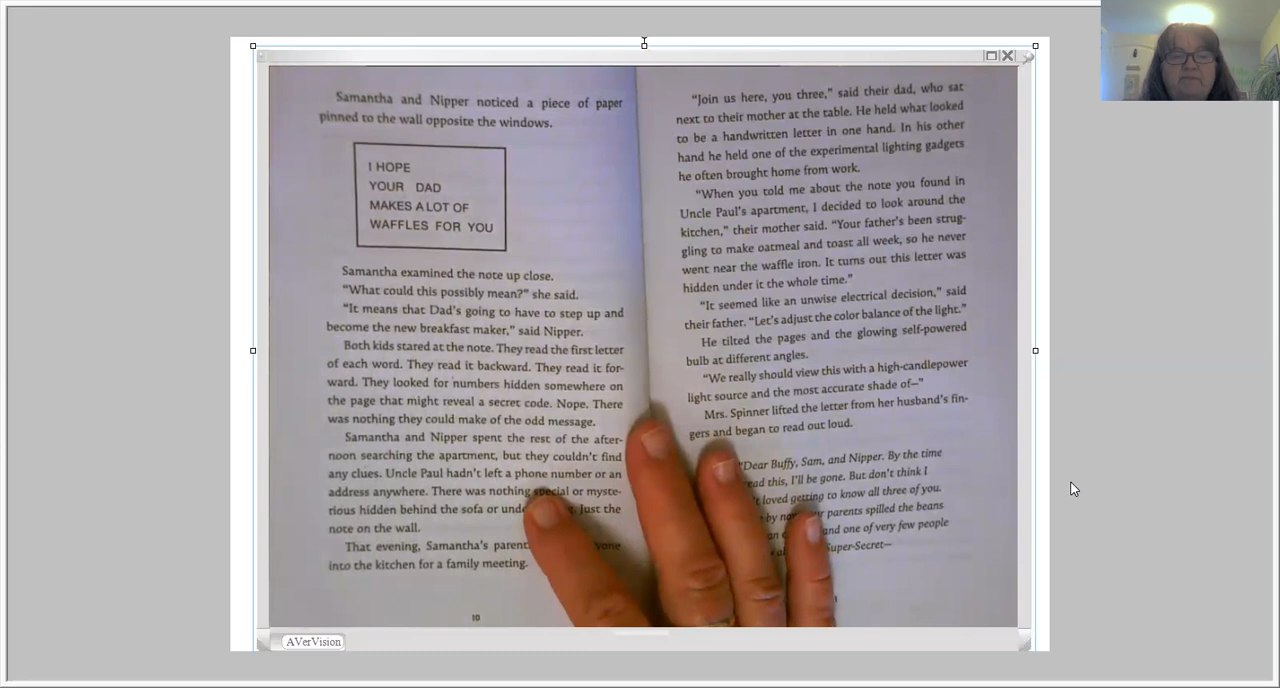 Samantha and Nipper noticed a piece of paper
pinned to the wall opposite the windows.
I HOPE
YOUR DAD
MAKES A LOT OF
WAFFLES FOR YOU
Samantha examined the note up close.
"What could this possibly mean?" she said.
"It means that Dad's going to have to step up and
become the new breakfast maker," said Nipper.
Both kids stared at the note. They read the first letter
of each word. They read it backward. They read it for-
ward. They looked for numbers hidden somewhere on
the page that might reveal a secret code. Nope. There
was nothing they could make of the odd message.
Samantha and Nipper spent the rest of the after-
noon searching the apartment, but they couldn't find
any clues. Uncle Paul hadn't left a phone number or an
address anywhere. There was nothing special or myste-
rious hidden behind the sofa or Just the
note on the wall.
That evening, Samantha's
into the kitchen for a family meeting.
10
"Join us here, you three," said their dad, who sat
next to their mother at the table. He held what looked
to be a handwritten letter in one hand. In his other
hand he held one of the experimental lighting gadgets
he often brought home from work.
"When you told me about the note you found in
Uncle Paul's apartment, I decided to look around the
kitchen," their mother said. "Your father's been strug-
gling to make oatmeal and toast all week, so he never
went near the waffle iron. It turns out this letter was
hidden under it the whole time."
"It seemed like an unwise electrical decision," said
their father. "Let's adjust the color balance of the light."
He tilted the pages and the glowing self-powered
bulb at different angles.
"We really should view this with a high-candlepower
light source and the most accurate shade of—"
Mrs. Spinner lifted the letter from her husband's fin-
gers and began to read out loud.
"Dear Buffy, Sam, and Nipper. By the time
read this, I'll be gone. But don't think I
loved getting to know all three of you.
by parents spilled the beans
and one of very few people
Super-Secret—
AVerVision